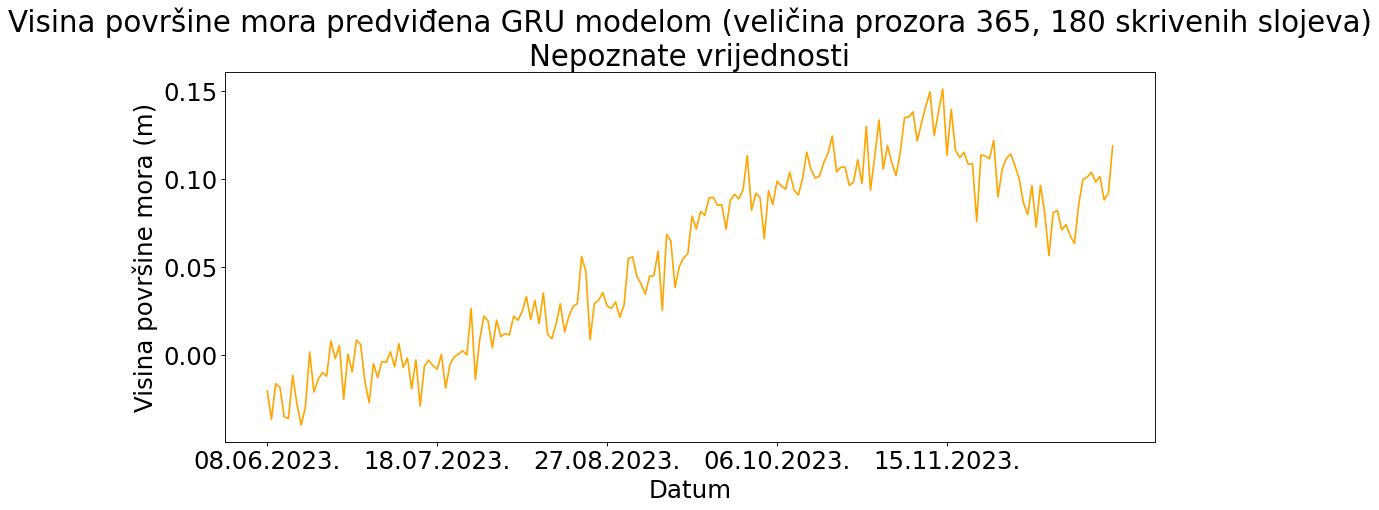 Visina površine mora predviđena GRU modelom (veličina prozora 365, 180 skrivenih slojeva)
Nepoznate vrijednosti
Visina površine mora (m)
0.15
0.10
0.05
0.00
08.06.2023. 18.07.2023. 27.08.2023. 06.10.2023. 15.11.2023.
Datum